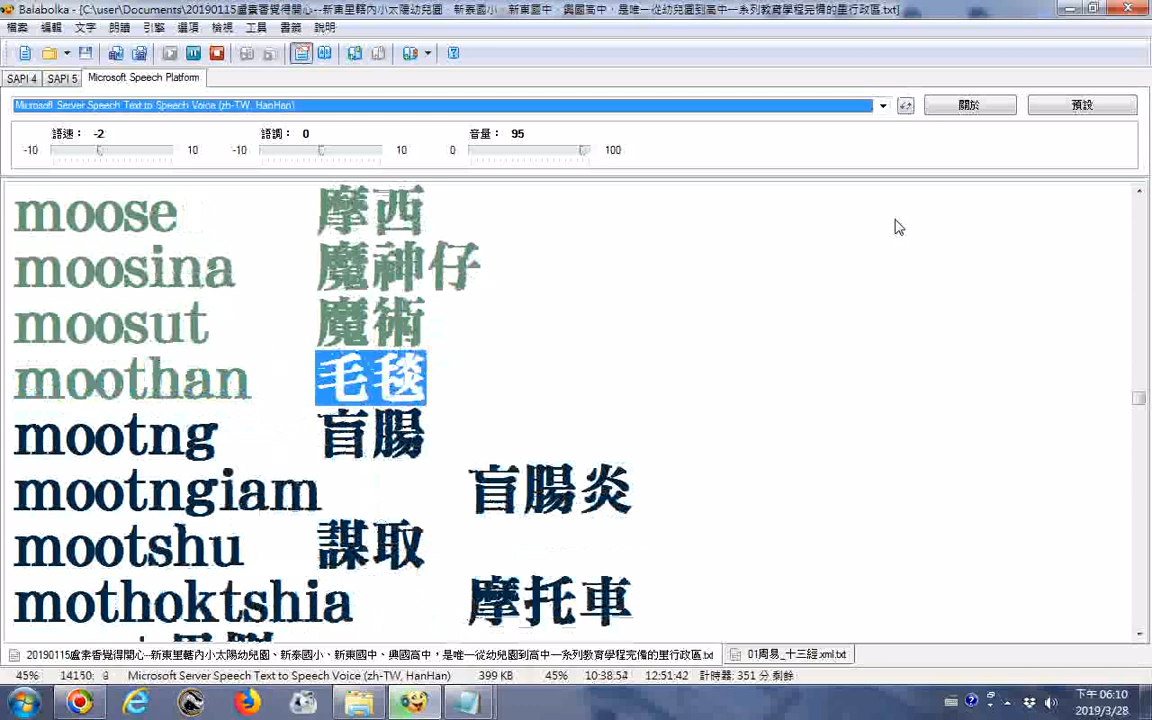 Balabolka - [C:\user\Documents\20190115盧素香覺得開心--新東里轄內小太陽幼兒園、新泰國小、新東國中、興國高中，是唯一從幼兒園到高中一系列教育學程完備的里行政區.txt]
檔案 編輯 文字 朗讀 引擎 選項 檢視 工具 書籤 說明
SAPI 4 SAPI 5 Microsoft Speech Platform
Microsoft Server Speech Text to Speech Voice (zh-TW, HanHan) 關於 預設
語速： -2 語調： 0 音量： 95
-10 10 -10 10 0 100
moose 摩西
moosina 魔神仔
moosut 魔術
moothan 毛毯
mootng 盲腸
mootngiam 盲腸炎
mootshu 謀取
mothoktshia 摩托車
20190115盧素香覺得開心--新東里轄內小太陽幼兒園、新泰國小、新東國中、興國高中，是唯一從幼兒園到高中一系列教育學程完備的里行政區.txt 01周易_十三經.xml.txt
45% 14150: 8 Microsoft Server Speech Text to Speech Voice (zh-TW, HanHan) 399 KB 45% 10:38:54 12:51:42 計時器: 351 分 剩餘
下午 06:10
2019/3/28